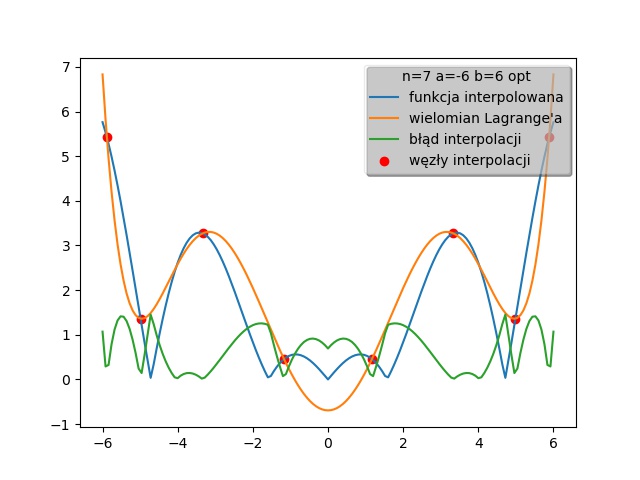 n=7 a=-6 b=6 opt
funkcja interpolowana
wielomian Lagrange'a
błąd interpolacji
węzły interpolacji
7
6
5
4
3
2
1
0
−1
−6 −4 −2 0 2 4 6